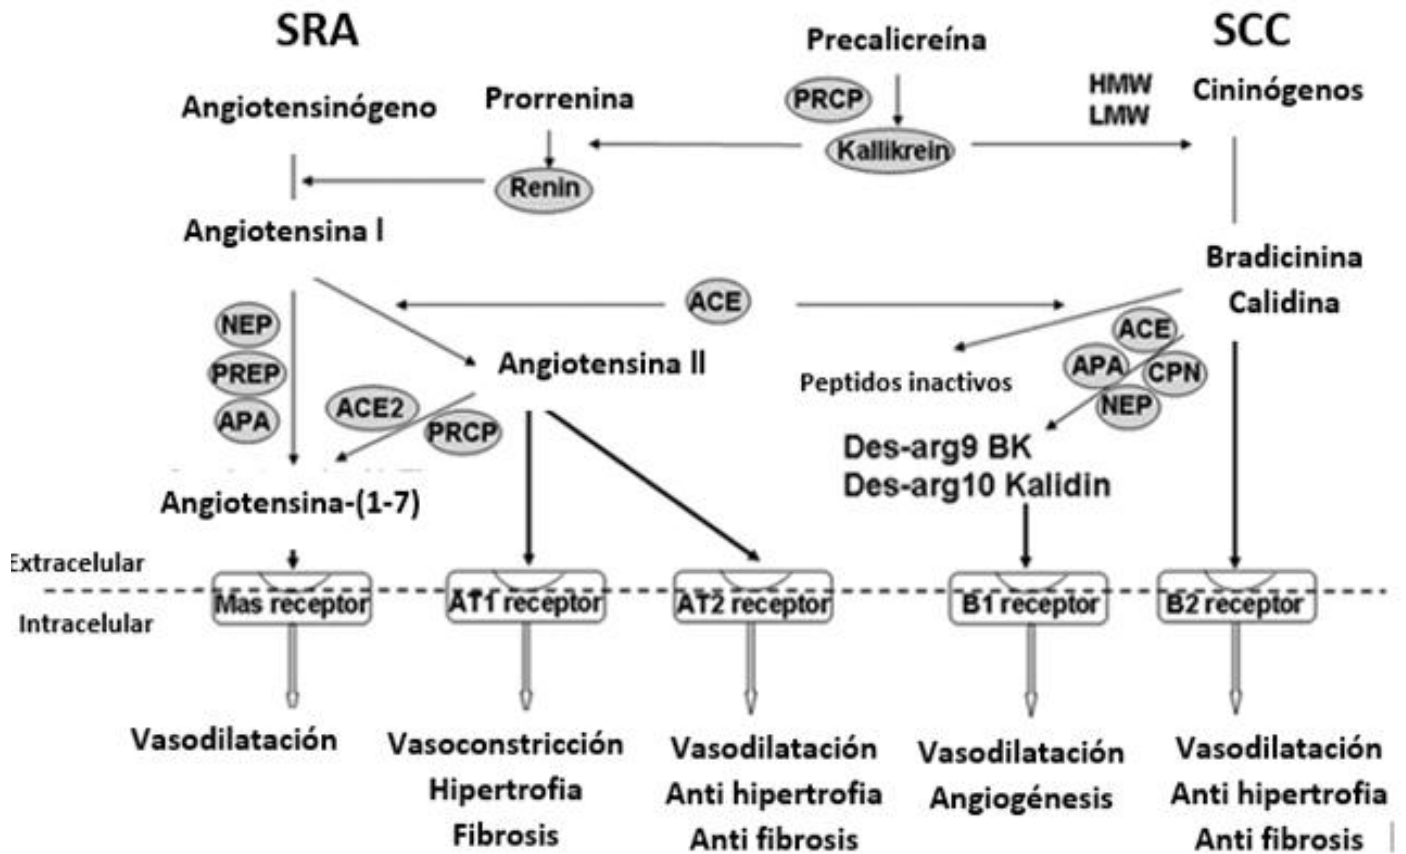 SRA
SCC
Precalicreína
Angiotensinógeno
Prorrenina
PRCP
HMW
LMW
Cininógenos
Kallikrein
Renin
Angiotensina I
Bradicinina
Calidina
NEP
PREP
APA
ACE
ACE
APA
CPN
NEP
Angiotensina II
Peptidos inactivos
ACE2
PRCP
Des-arg9 BK
Des-arg10 Kalidin
Angiotensina-(1-7)
Extracelular
Intracelular
Mas receptor
AT1 receptor
AT2 receptor
B1 receptor
B2 receptor
Vasodilatación
Vasoconstricción
Hipertrofia
Fibrosis
Vasodilatación
Anti hipertrofia
Anti fibrosis
Vasodilatación
Angiogénesis
Vasodilatación
Anti hipertrofia
Anti fibrosis